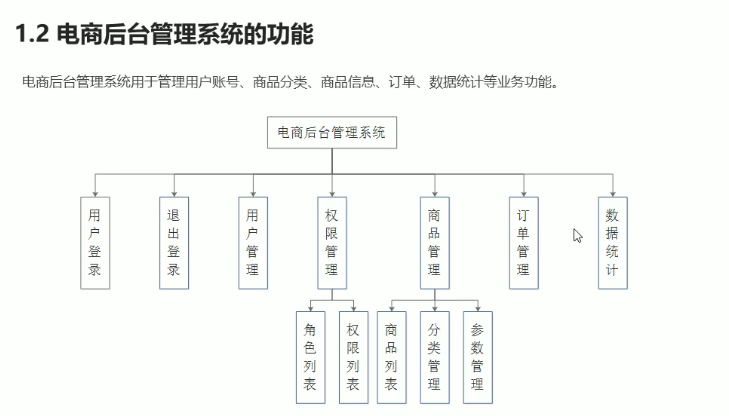 1.2 电商后台管理系统的功能
电商后台管理系统用于管理用户账号、商品分类、商品信息、订单、数据统计等业务功能。
电商后台管理系统
用户登录
退出登录
用户管理
权限管理
商品管理
订单管理
数据统计
角色列表
权限列表
商品列表
分类管理
参数管理